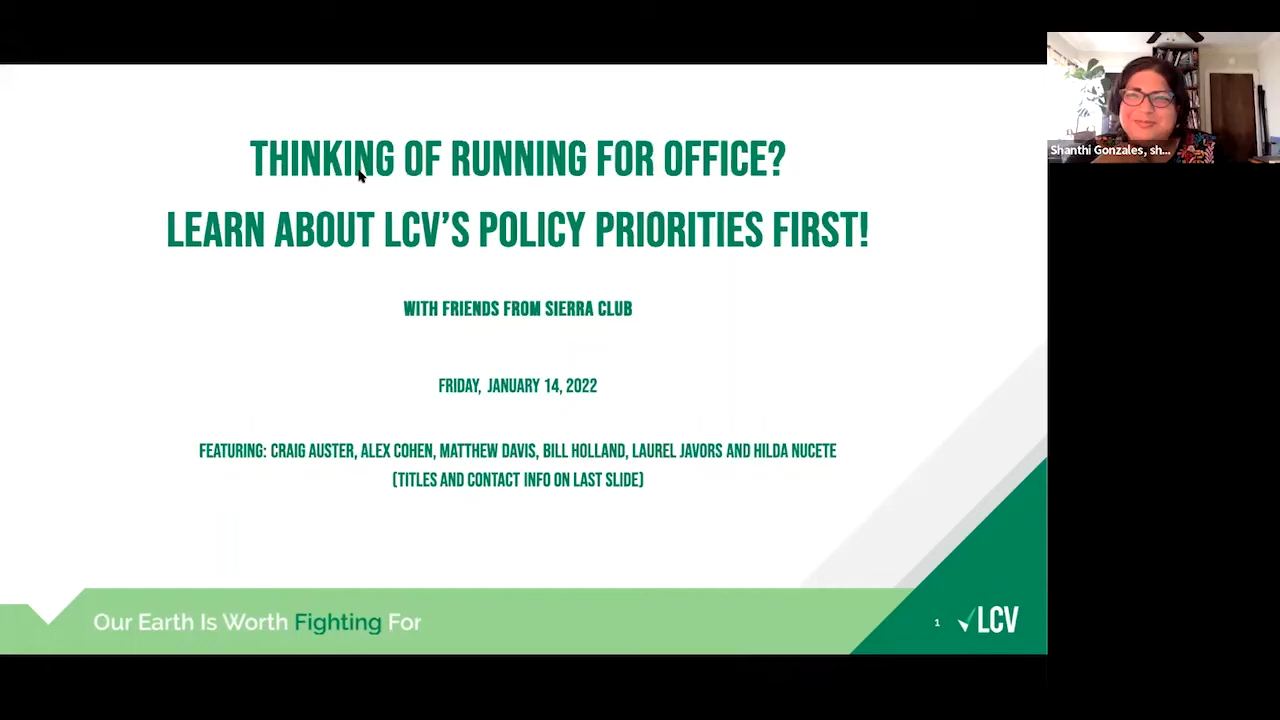 THINKING OF RUNNING FOR OFFICE?
LEARN ABOUT LCV'S POLICY PRIORITIES FIRST!
WITH FRIENDS FROM SIERRA CLUB
FRIDAY, JANUARY 14, 2022
FEATURING: CRAIG AUSTER, ALEX COHEN, MATTHEW DAVIS, BILL HOLLAND, LAUREL JAVORS AND HILDA NUCETE
(TITLES AND CONTACT INFO ON LAST SLIDE)
Our Earth Is Worth Fighting For
1
LCV
Shanthi Gonzales, sh...